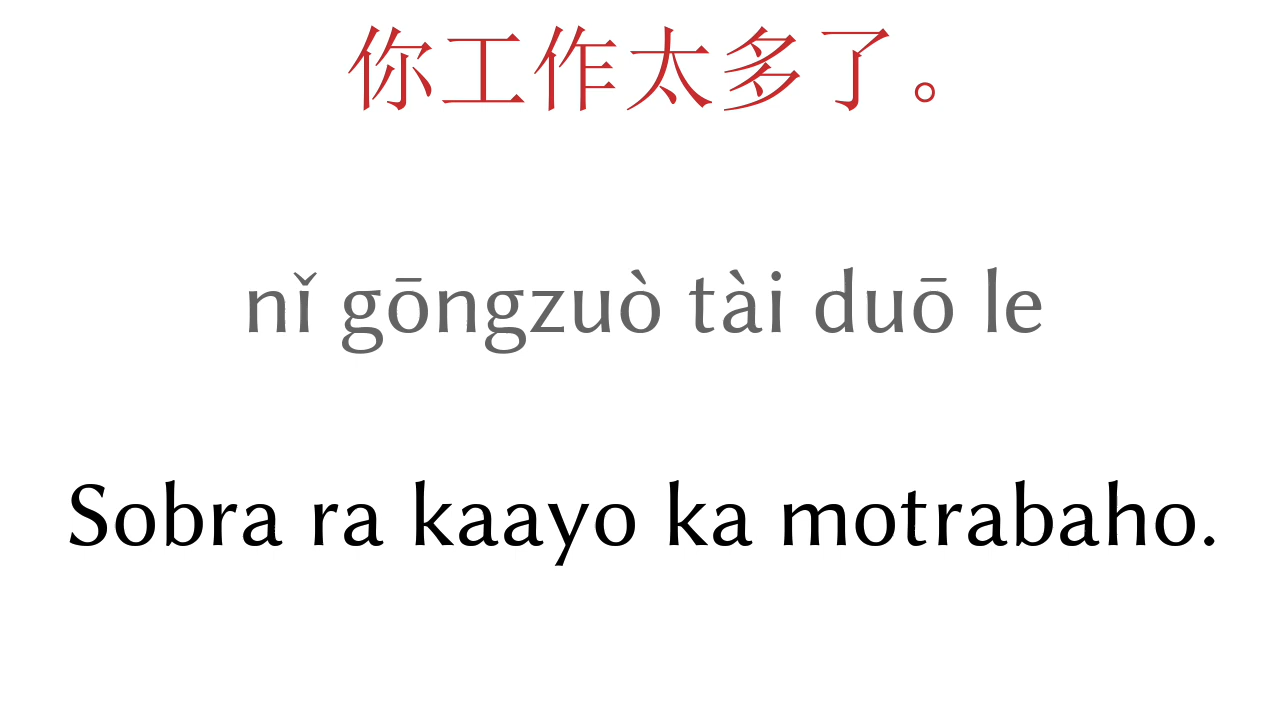 你工作太多了。
nǐ gōngzuò tài duō le
Sobra ra kaayo ka motrabaho.